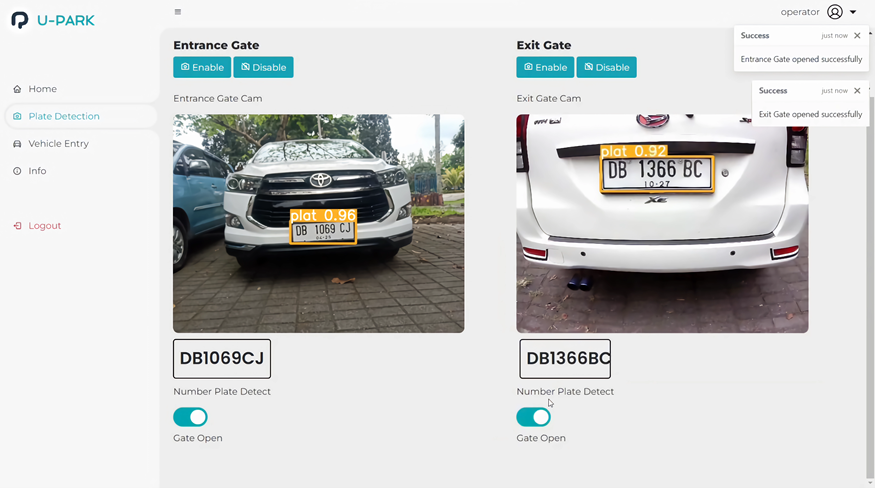 U-PARK
operator
Home
Plate Detection
Vehicle Entry
Info
Logout
Entrance Gate
Enable
Disable
Entrance Gate Cam
plat 0.96
DB 1069 CJ
DB1069CJ
Number Plate Detect
Gate Open
Exit Gate
Enable
Disable
Exit Gate Cam
plat 0.92
DB 1366 BC
10-27
XE
DB1366BC
Number Plate Detect
Gate Open
Success
just now
Entrance Gate opened successfully
Success
just now
Exit Gate opened successfully